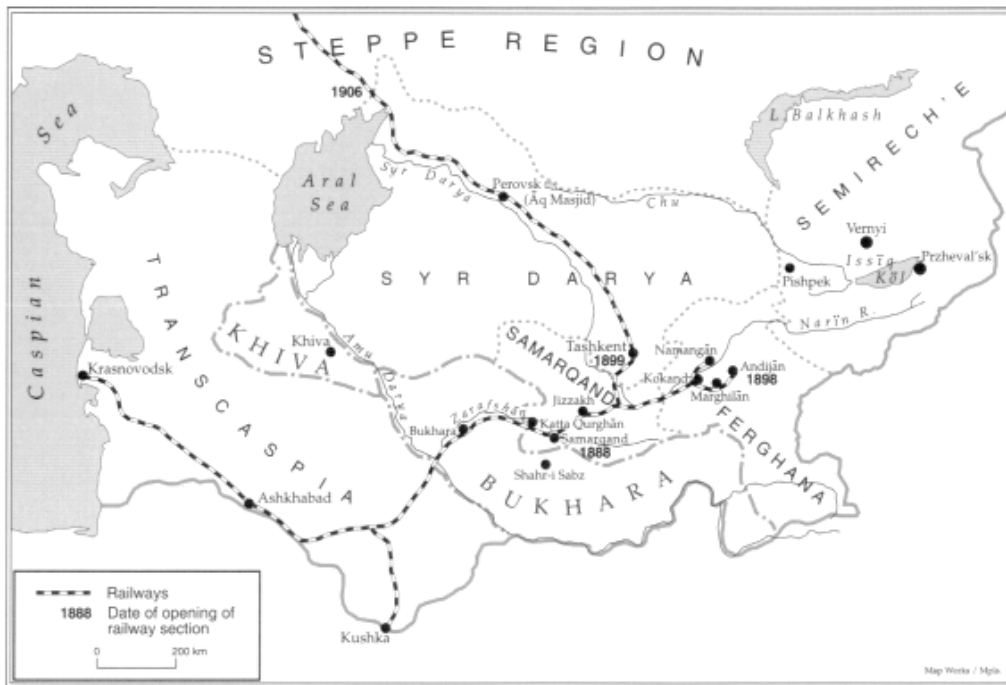 STEPPE REGION
Sea
1906
L. Balkhash
SEMIRECH'E
Aral
Sea
Syr Darya
Perovsk
(Āq Masjid)
Chu
Vernyi
Issïq
Köl
Przheval'sk
Pishpek
SYR DARYA
TRANSCASPIA
Caspian
KHIVA
Khiva
Amu
Darya
SAMARQAND
Tashkent
1899
Namangān
Narïn R.
Andijān
1898
Kokand
Marghilān
Krasnovodsk
Jizzakh
Zarafshān
Katta Qurghān
Bukhara
Samarqand
1888
FERGHANA
Shahr-i Sabz
BUKHARA
Ashkhabad
Kushka
Railways
1888 Date of opening of
railway section
0 200 km
Map Works / Mpls.